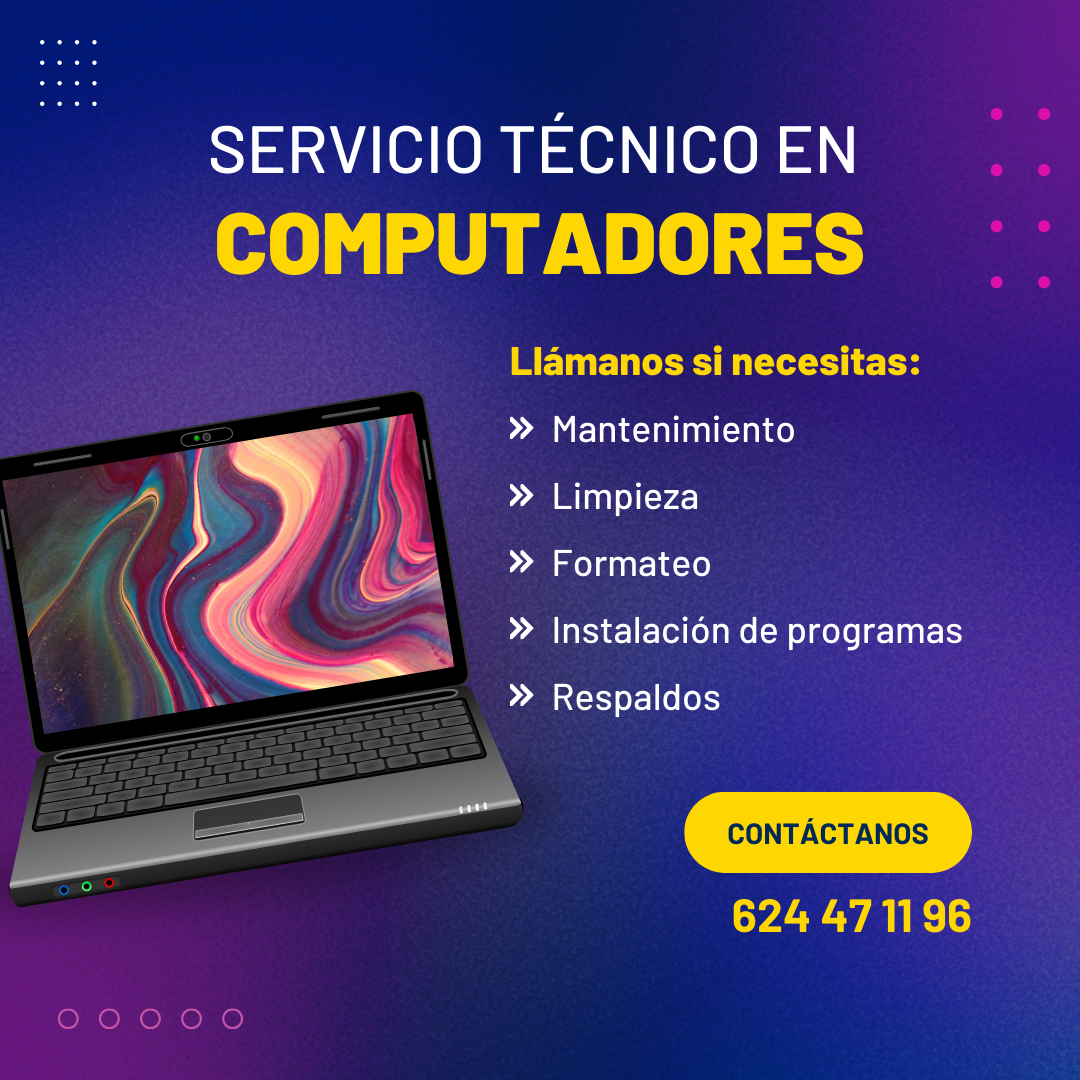 SERVICIO TÉCNICO EN
COMPUTADORES
Llámanos si necesitas:
Mantenimiento
Limpieza
Formateo
Instalación de programas
Respaldos
CONTÁCTANOS
624 47 11 96